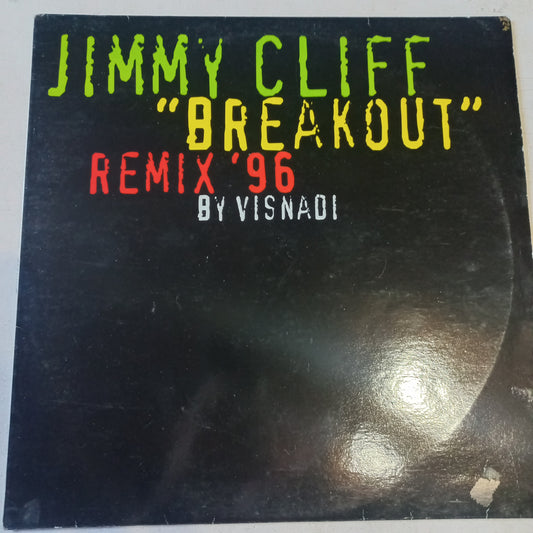 JIMMY CLIFF
"BREAKOUT"
REMIX '96
BY VISNADI